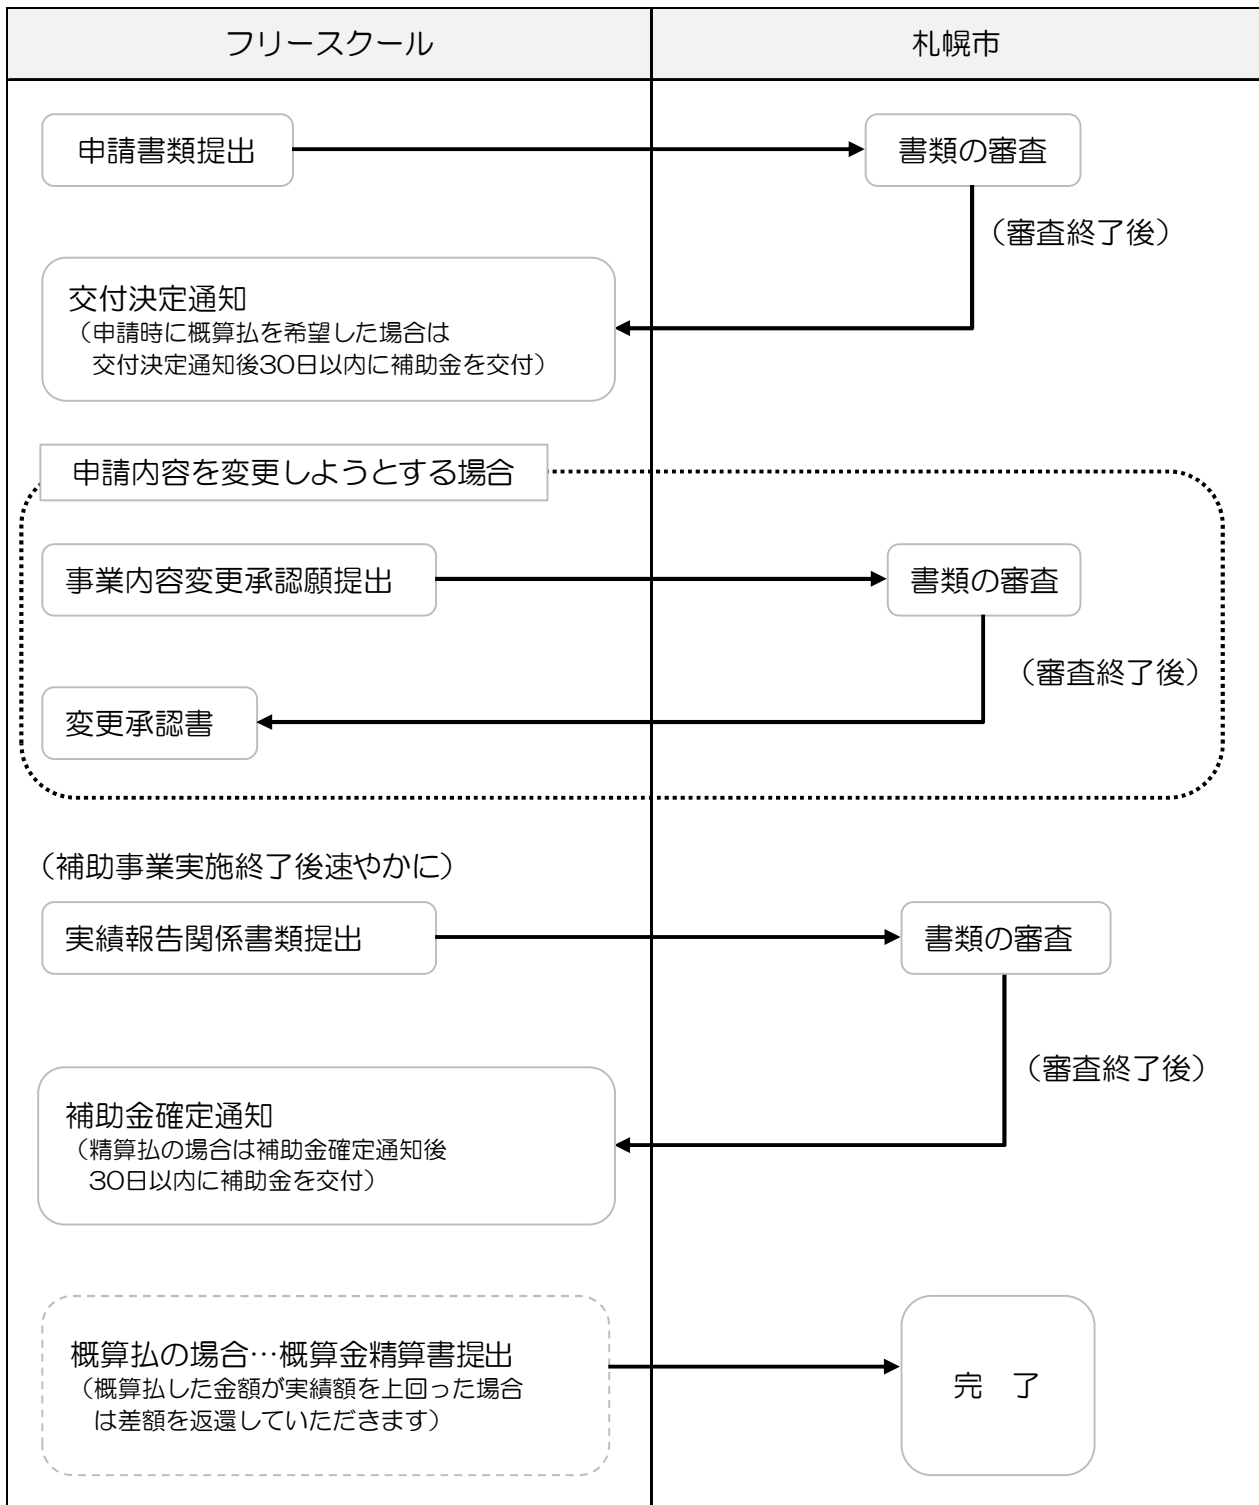 フリースクール
札幌市
申請書類提出
書類の審査
（審査終了後）
交付決定通知
（申請時に概算払を希望した場合は
交付決定通知後30日以内に補助金を交付）
申請内容を変更しようとする場合
事業内容変更承認願提出
書類の審査
（審査終了後）
変更承認書
（補助事業実施終了後速やかに）
実績報告関係書類提出
書類の審査
（審査終了後）
補助金確定通知
（精算払の場合は補助金確定通知後
30日以内に補助金を交付）
概算払の場合…概算金精算書提出
（概算払した金額が実績額を上回った場合
は差額を返還していただきます）
完　了